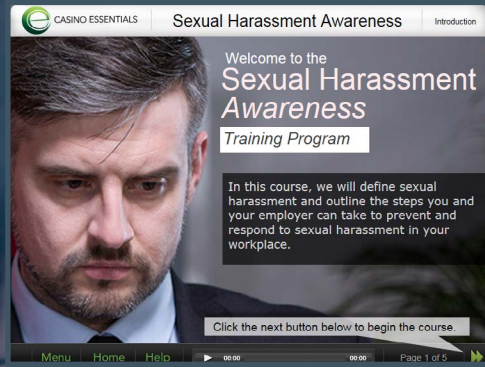 CASINO ESSENTIALS
Sexual Harassment Awareness
Introduction
Welcome to the
Sexual Harassment
Awareness
Training Program
In this course, we will define sexual
harassment and outline the steps you and
your employer can take to prevent and
respond to sexual harassment in your
workplace.
Click the next button below to begin the course.
Menu Home Help 00:00 00:00 Page 1 of 5